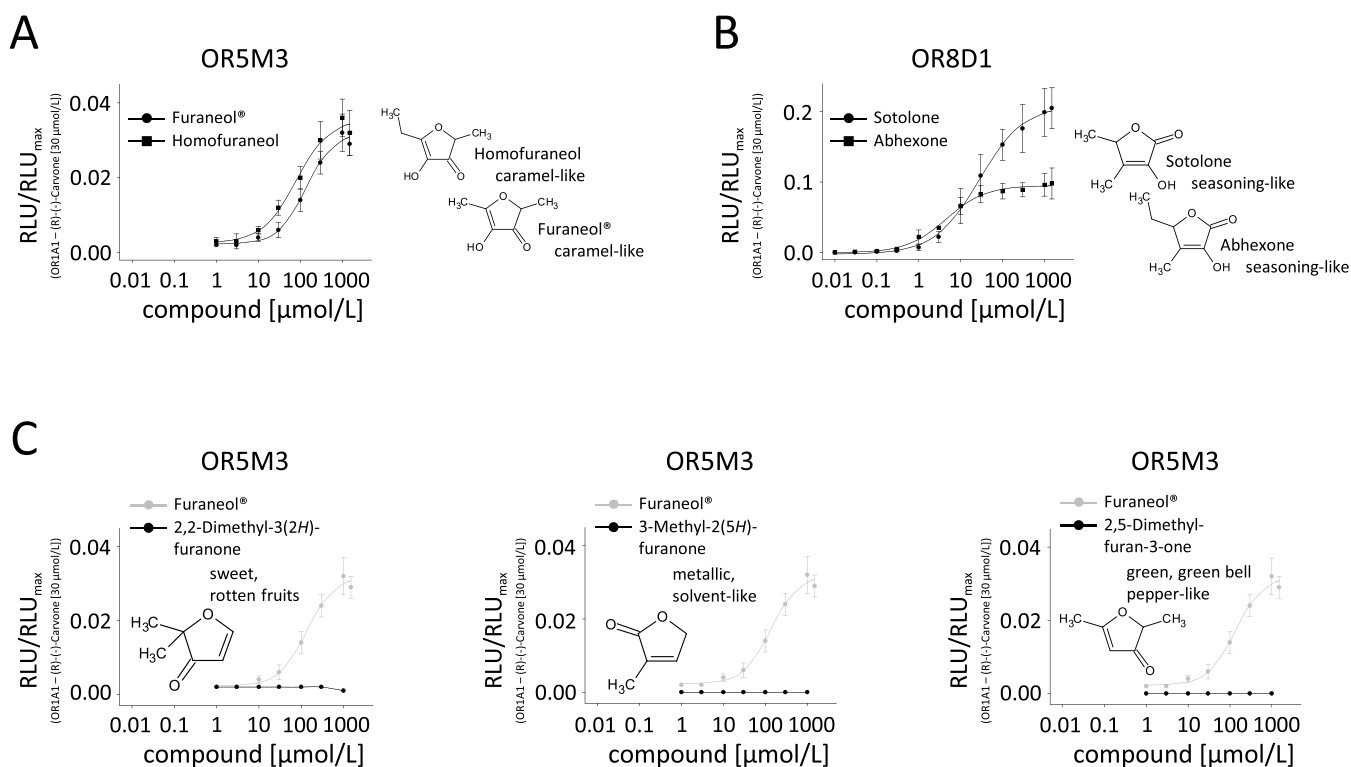 A
OR5M3
Furaneol®
Homofuraneol
0.04
0.02
0.00
RLU/RLUmax
(OR1A1 – (R)-(-)-Carvone [30 µmol/L])
0.01 0.1 1 10 100 1000
compound [µmol/L]
H₃C
O
CH₃
HO
O
Homofuraneol
caramel-like
H₃C
O
CH₃
HO
O
Furaneol®
caramel-like
B
OR8D1
Sotolone
Abhexone
0.2
0.1
0.0
RLU/RLUmax
(OR1A1 – (R)-(-)-Carvone [30 µmol/L])
0.01 0.1 1 10 100 1000
compound [µmol/L]
H₃C
O
O
H₃C
OH
Sotolone
seasoning-like
H₃C
O
O
H₃C
OH
Abhexone
seasoning-like
C
OR5M3
Furaneol®
2,2-Dimethyl-3(2H)-
furanone
sweet,
rotten fruits
0.04
0.02
0.00
RLU/RLUmax
(OR1A1 – (R)-(-)-Carvone [30 µmol/L])
H₃C
O
H₃C
O
0.01 0.1 1 10 100 1000
compound [µmol/L]
OR5M3
Furaneol®
3-Methyl-2(5H)-
furanone
metallic,
solvent-like
0.04
0.02
0.00
RLU/RLUmax
(OR1A1 – (R)-(-)-Carvone [30 µmol/L])
O
O
H₃C
0.01 0.1 1 10 100 1000
compound [µmol/L]
OR5M3
Furaneol®
2,5-Dimethyl-
furan-3-one
green, green bell
pepper-like
0.04
0.02
0.00
RLU/RLUmax
(OR1A1 – (R)-(-)-Carvone [30 µmol/L])
H₃C
O
CH₃
O
0.01 0.1 1 10 100 1000
compound [µmol/L]